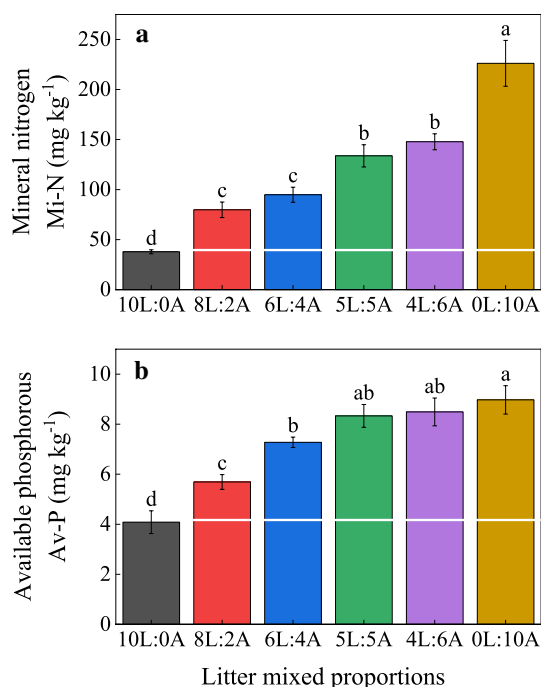 a
Mineral nitrogen
Mi-N (mg kg-1)
250
200
150
100
50
0
d
c
c
b
b
a
10L:0A 8L:2A 6L:4A 5L:5A 4L:6A 0L:10A
b
Available phosphorous
Av-P (mg kg-1)
10
8
6
4
2
0
d
c
b
ab
ab
a
10L:0A 8L:2A 6L:4A 5L:5A 4L:6A 0L:10A
Litter mixed proportions